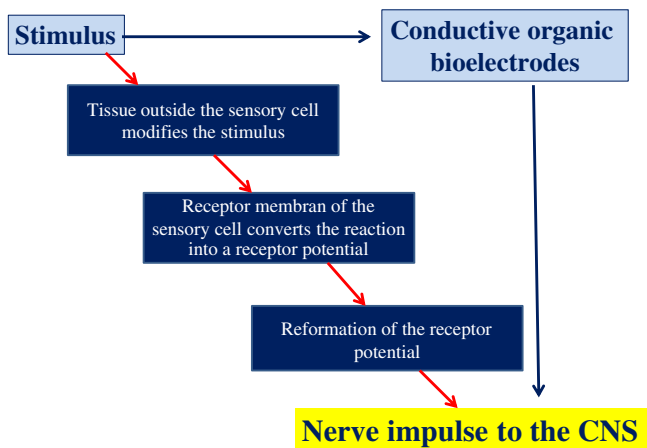 Stimulus
Conductive organic
bioelectrodes
Tissue outside the sensory cell
modifies the stimulus
Receptor membran of the
sensory cell converts the reaction
into a receptor potential
Reformation of the receptor
potential
Nerve impulse to the CNS